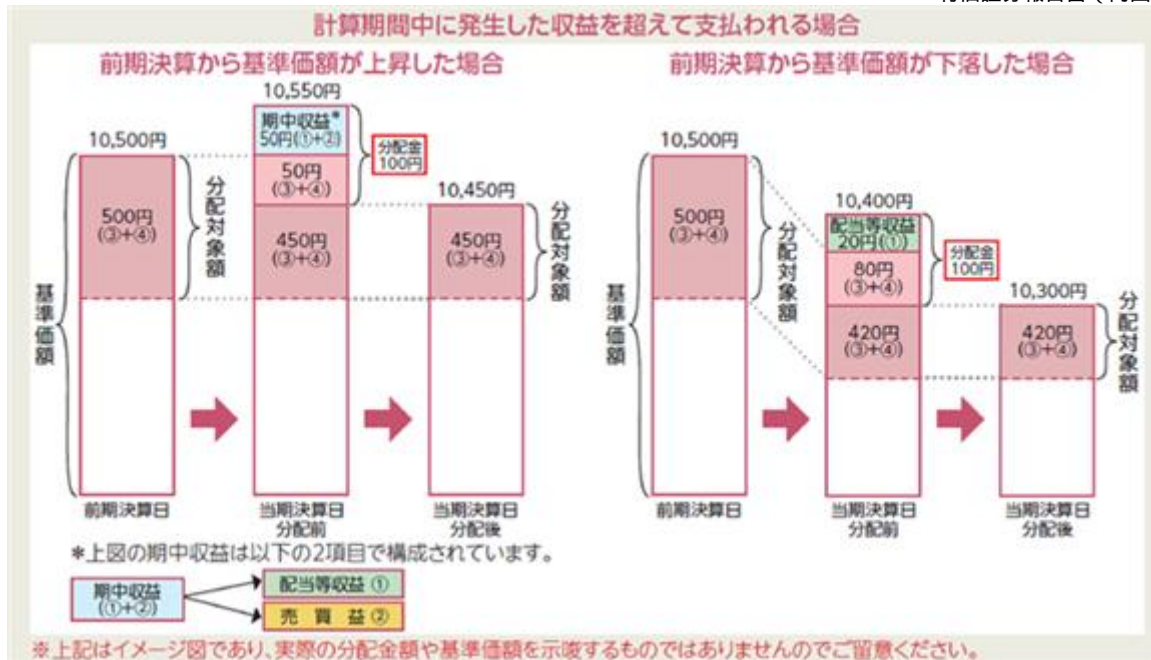 計算期間中に発生した収益を超えて支払われる場合
前期決算から基準価額が上昇した場合
10,500円
10,550円
期中収益*
50円(①+②)
分配金
100円
50円
(③+④)
10,450円
500円
(③+④)
分配対象額
450円
(③+④)
450円
(③+④)
分配対象額
基準価額
前期決算日
当期決算日
分配前
当期決算日
分配後
前期決算から基準価額が下落した場合
10,500円
10,400円
配当等収益
20円(①)
分配金
100円
500円
(③+④)
分配対象額
80円
(③+④)
10,300円
420円
(③+④)
420円
(③+④)
分配対象額
基準価額
前期決算日
当期決算日
分配前
当期決算日
分配後
*上図の期中収益は以下の2項目で構成されています。
期中収益
(①+②)
配当等収益 ①
売買益 ②
※上記はイメージ図であり、実際の分配金額や基準価額を示唆するものではありませんのでご留意ください。